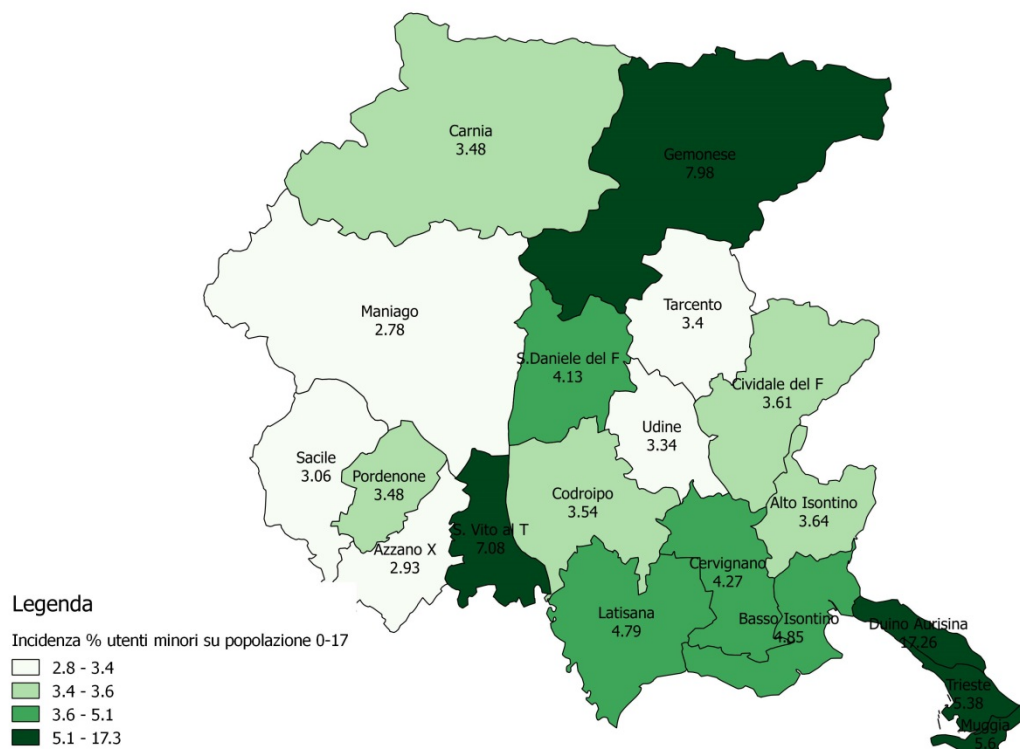 Carnia
3.48
Gemonese
7.98
Maniago
2.78
Tarcento
3.4
S.Daniele del F
4.13
Cividale del F
3.61
Udine
3.34
Sacile
3.06
Pordenone
3.48
Codroipo
3.54
Alto Isontino
3.64
S. Vito al T
7.08
Azzano X
2.93
Cervignano
4.27
Latisana
4.79
Basso Isontino
4.85
Duino Aurisina
17.26
Trieste
5.38
Muggia
5.6
Legenda
Incidenza % utenti minori su popolazione 0-17
2.8 - 3.4
3.4 - 3.6
3.6 - 5.1
5.1 - 17.3